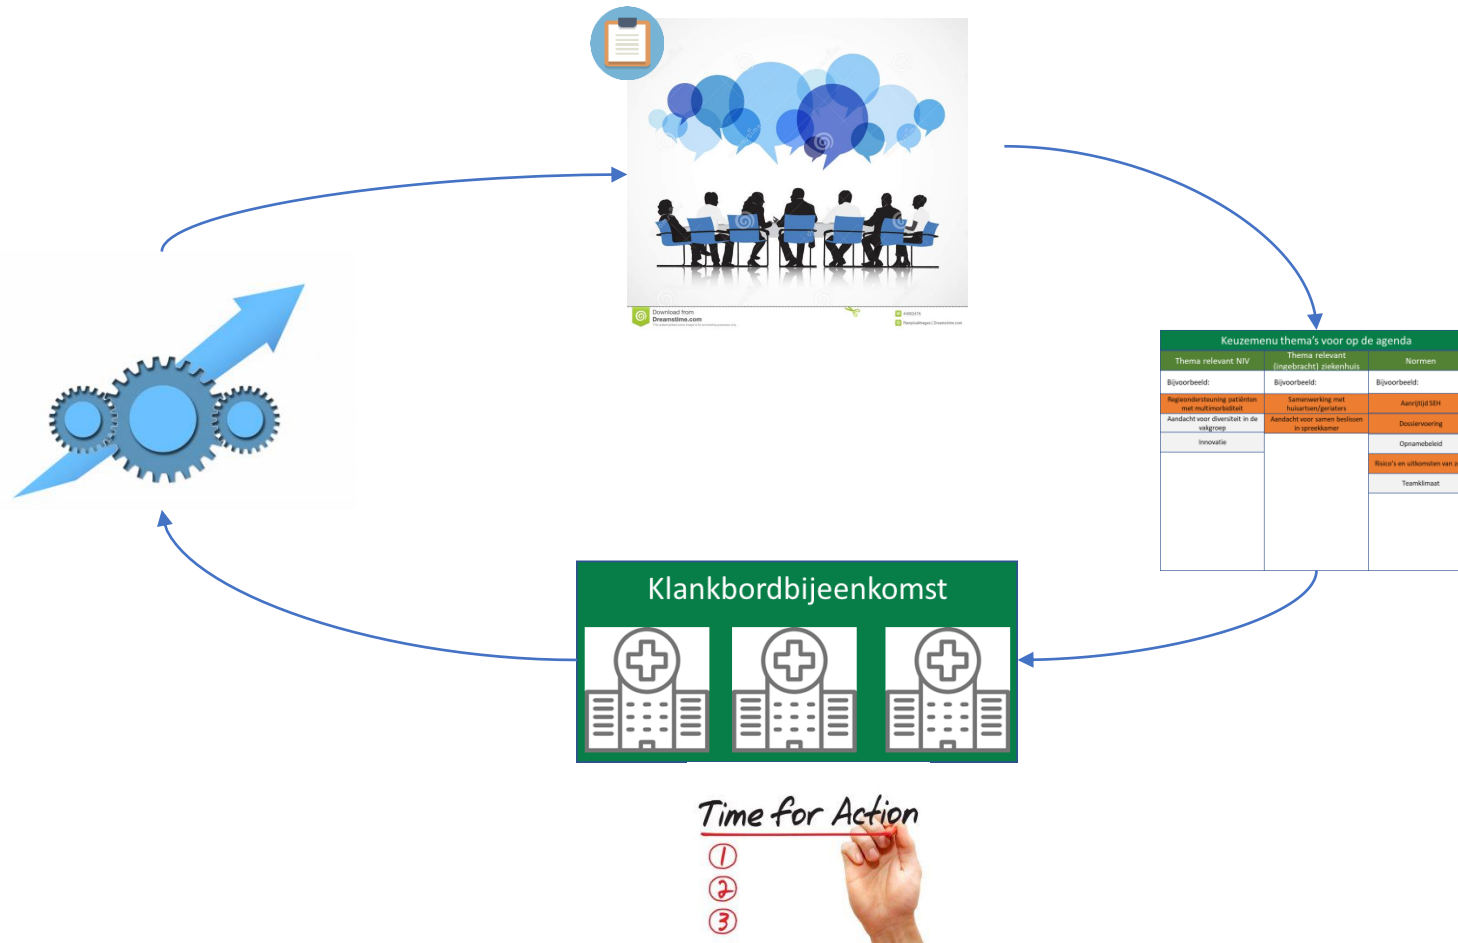 Download from
Dreamstime.com
Keuzemenu thema's voor op de agenda
Thema relevant NIV
Thema relevant
(ingebracht) ziekenhuis
Normen
Bijvoorbeeld:
Bijvoorbeeld:
Bijvoorbeeld:
Regieondersteuning patiënten
met multimorbiditeit
Samenwerking met
huisartsen/geriaters
Aanrijtijd SEH
Aandacht voor diversiteit in de
vakgroep
Aandacht voor samen beslissen
in spreekkamer
Dossiervoering
Innovatie
Opnamebeleid
Risico's en uitkomsten van
Teamklimaat
Klankbordbijeenkomst
Time for Action
1
2
3